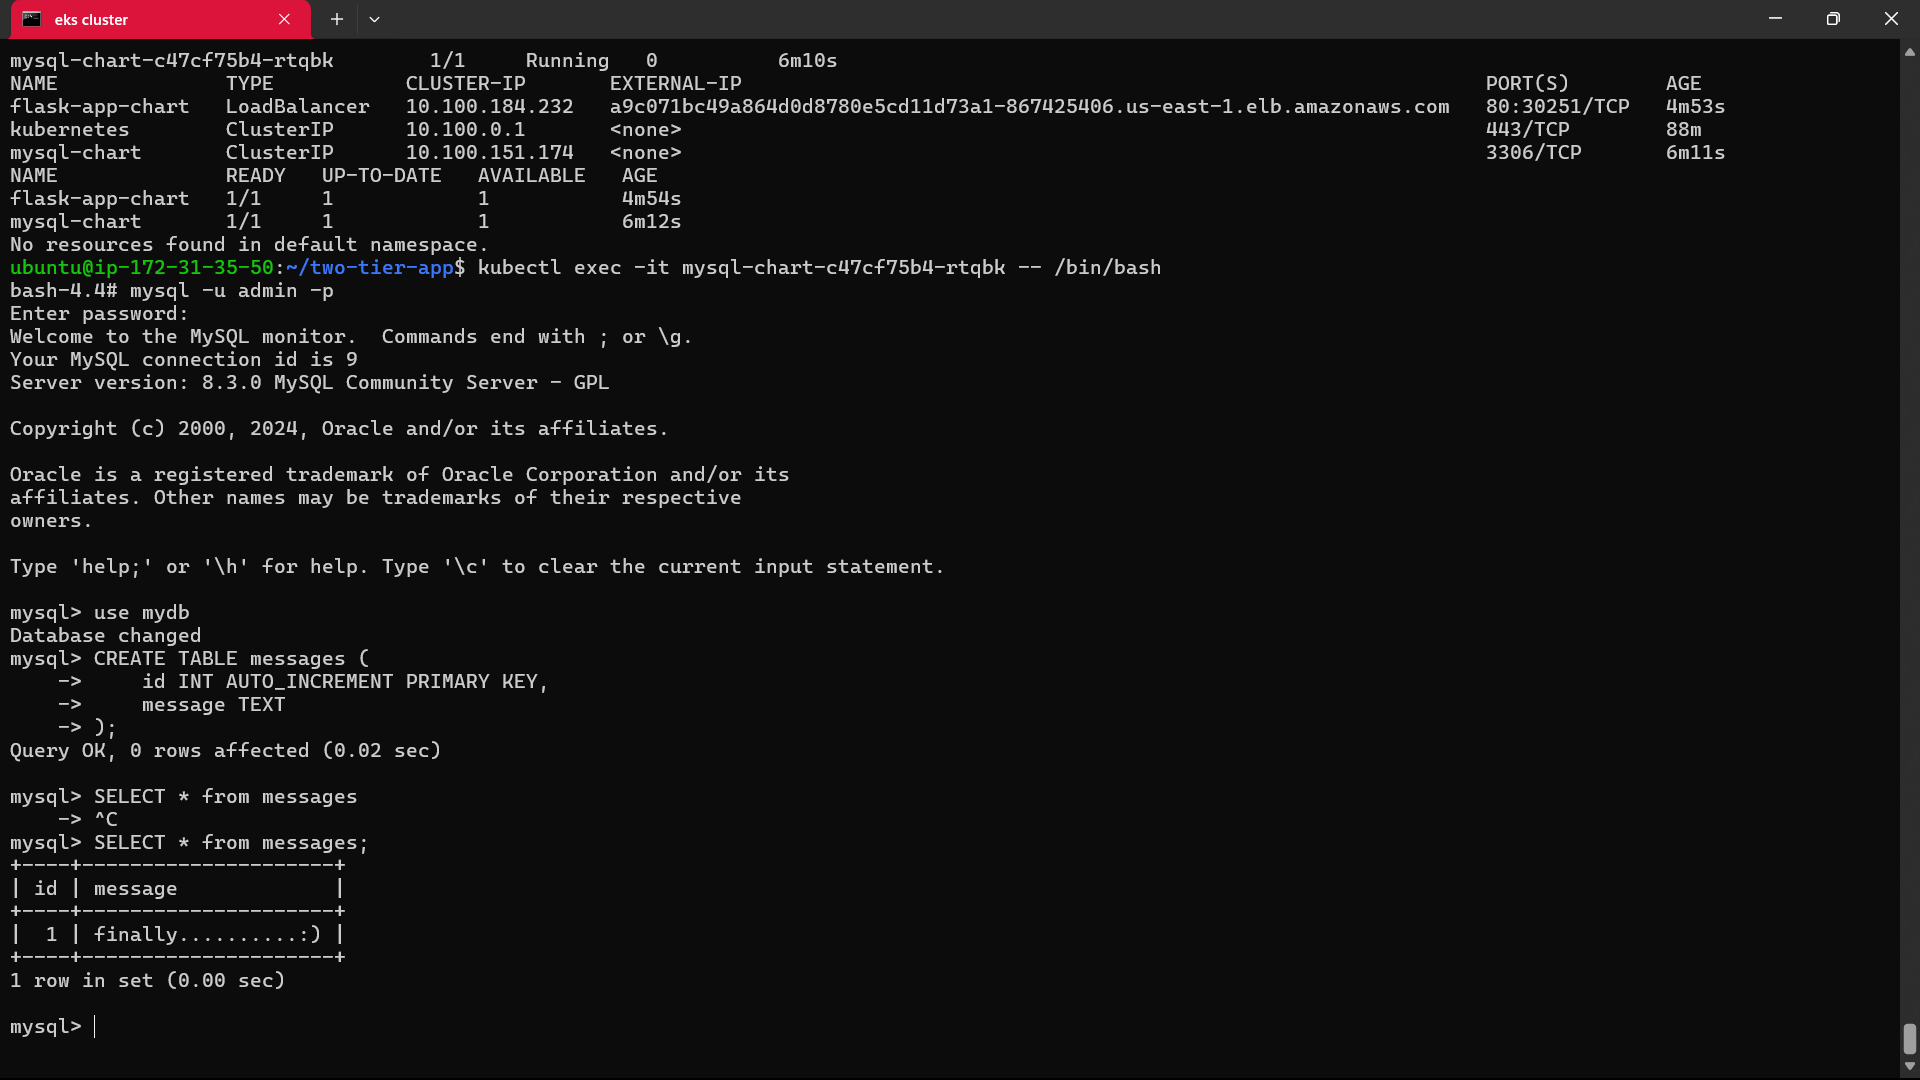 eks cluster
mysql-chart-c47cf75b4-rtqbk        1/1     Running   0          6m10s
NAME              TYPE           CLUSTER-IP       EXTERNAL-IP                                                              PORT(S)        AGE
flask-app-chart   LoadBalancer   10.100.184.232   a9c071bc49a864d0d8780e5cd11d73a1-867425406.us-east-1.elb.amazonaws.com   80:30251/TCP   4m53s
kubernetes        ClusterIP      10.100.0.1       <none>                                                                   443/TCP        88m
mysql-chart       ClusterIP      10.100.151.174   <none>                                                                   3306/TCP       6m11s
NAME              READY   UP-TO-DATE   AVAILABLE   AGE
flask-app-chart   1/1     1            1           4m54s
mysql-chart       1/1     1            1           6m12s
No resources found in default namespace.
ubuntu@ip-172-31-35-50:~/two-tier-app$ kubectl exec -it mysql-chart-c47cf75b4-rtqbk -- /bin/bash
bash-4.4# mysql -u admin -p
Enter password:
Welcome to the MySQL monitor.  Commands end with ; or \g.
Your MySQL connection id is 9
Server version: 8.3.0 MySQL Community Server - GPL
Copyright (c) 2000, 2024, Oracle and/or its affiliates.
Oracle is a registered trademark of Oracle Corporation and/or its
affiliates. Other names may be trademarks of their respective
owners.
Type 'help;' or '\h' for help. Type '\c' to clear the current input statement.
mysql> use mydb
Database changed
mysql> CREATE TABLE messages (
    ->     id INT AUTO_INCREMENT PRIMARY KEY,
    ->     message TEXT
    -> );
Query OK, 0 rows affected (0.02 sec)
mysql> SELECT * from messages
    -> ^C
mysql> SELECT * from messages;
+----+---------------------+
| id | message             |
+----+---------------------+
|  1 | finally..........:) |
+----+---------------------+
1 row in set (0.00 sec)
mysql>